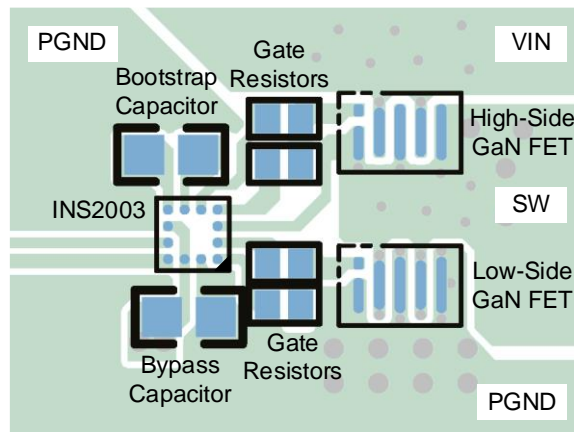 PGND
Gate
Resistors
VIN
Bootstrap
Capacitor
High-Side
GaN FET
INS2003
SW
Low-Side
GaN FET
Bypass
Capacitor
Gate
Resistors
PGND